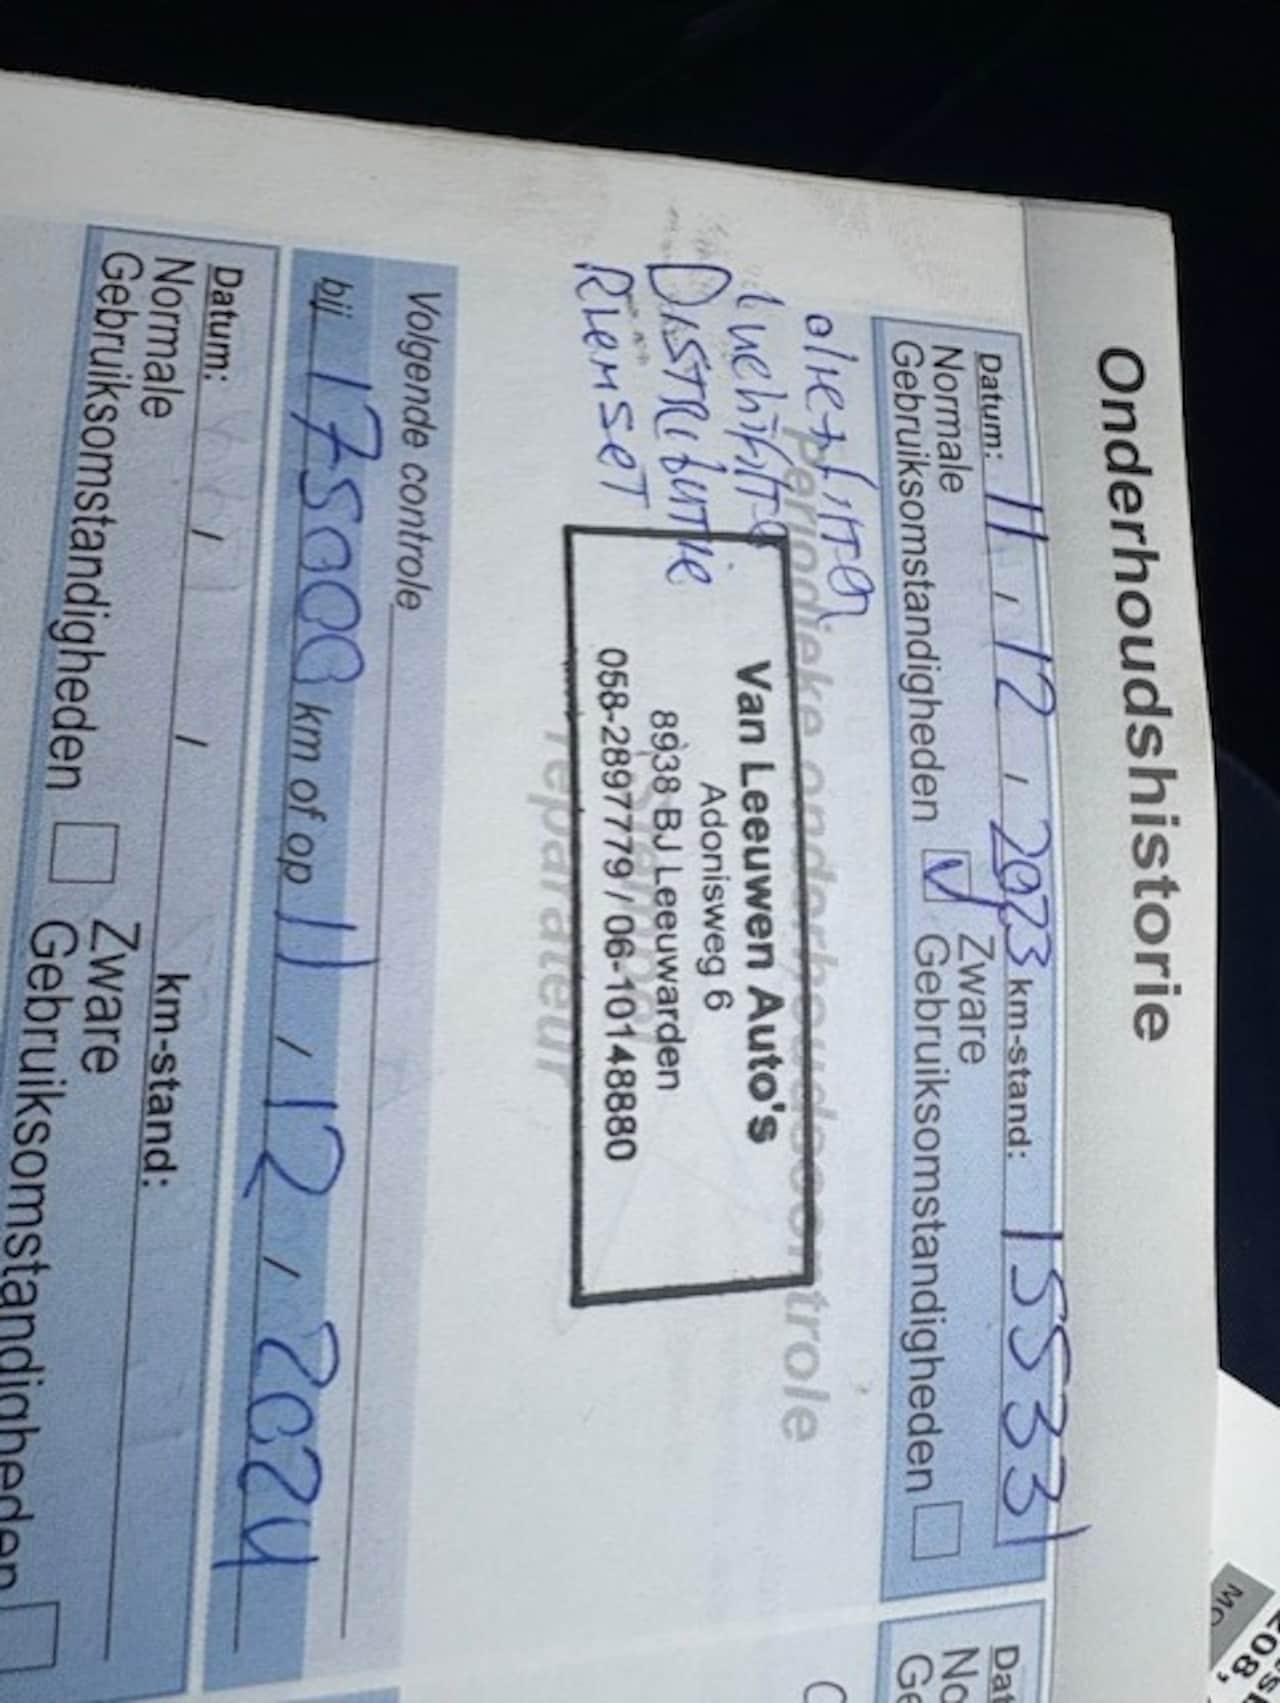 Onderhoudshistorie
Datum: 11 / 12 / 2023 km-stand: 155331
Normale Gebruiksomstandigheden Zware Gebruiksomstandigheden
Periodieke onderhoudscontrole
oliefilter
luchtfilter
DISTRIbutie
RIEMSET
Van Leeuwen Auto's
Adonisweg 6
8938 BJ Leeuwarden
058-2897779 / 06-10148880
reparateur
Volgende controle
bij 175000 km of op 11 / 12 / 2024
Datum: / / km-stand:
Normale Gebruiksomstandigheden Zware Gebruiksomstandigheden